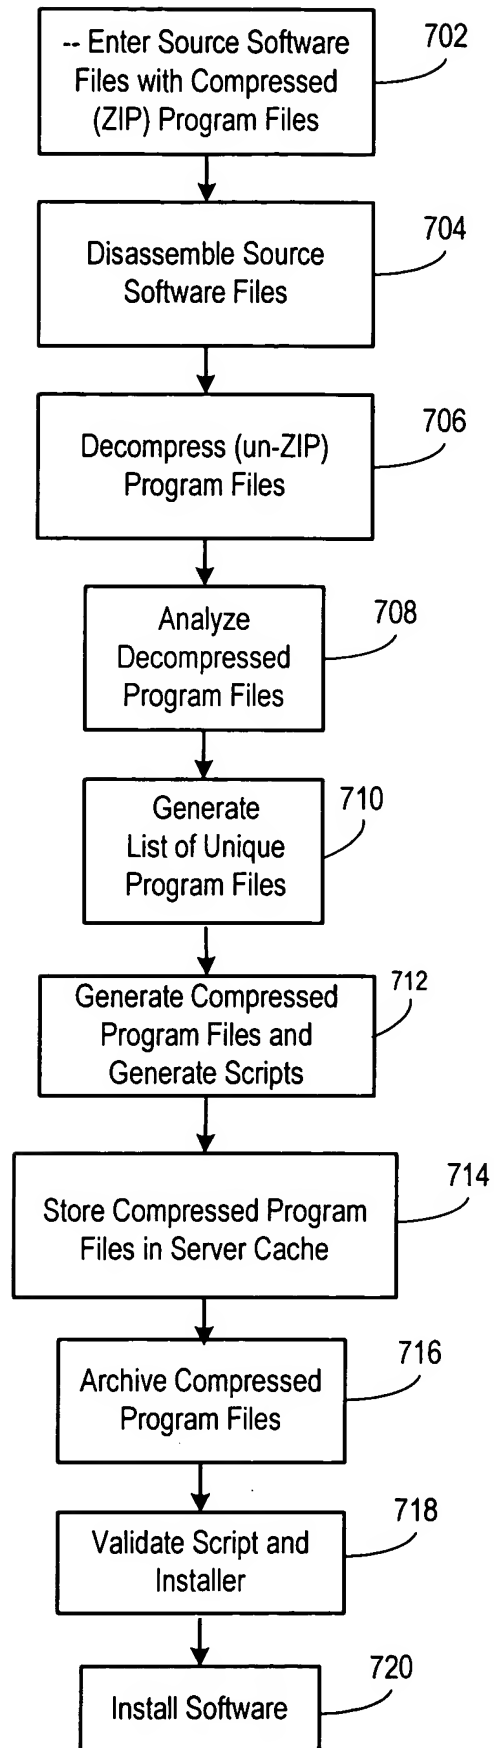 -- Enter Source Software
Files with Compressed
(ZIP) Program Files
702
Disassemble Source
Software Files
704
Decompress (un-ZIP)
Program Files
706
Analyze
Decompressed
Program Files
708
Generate
List of Unique
Program Files
710
Generate Compressed
Program Files and
Generate Scripts
712
Store Compressed Program
Files in Server Cache
714
Archive Compressed
Program Files
716
Validate Script and
Installer
718
Install Software
720